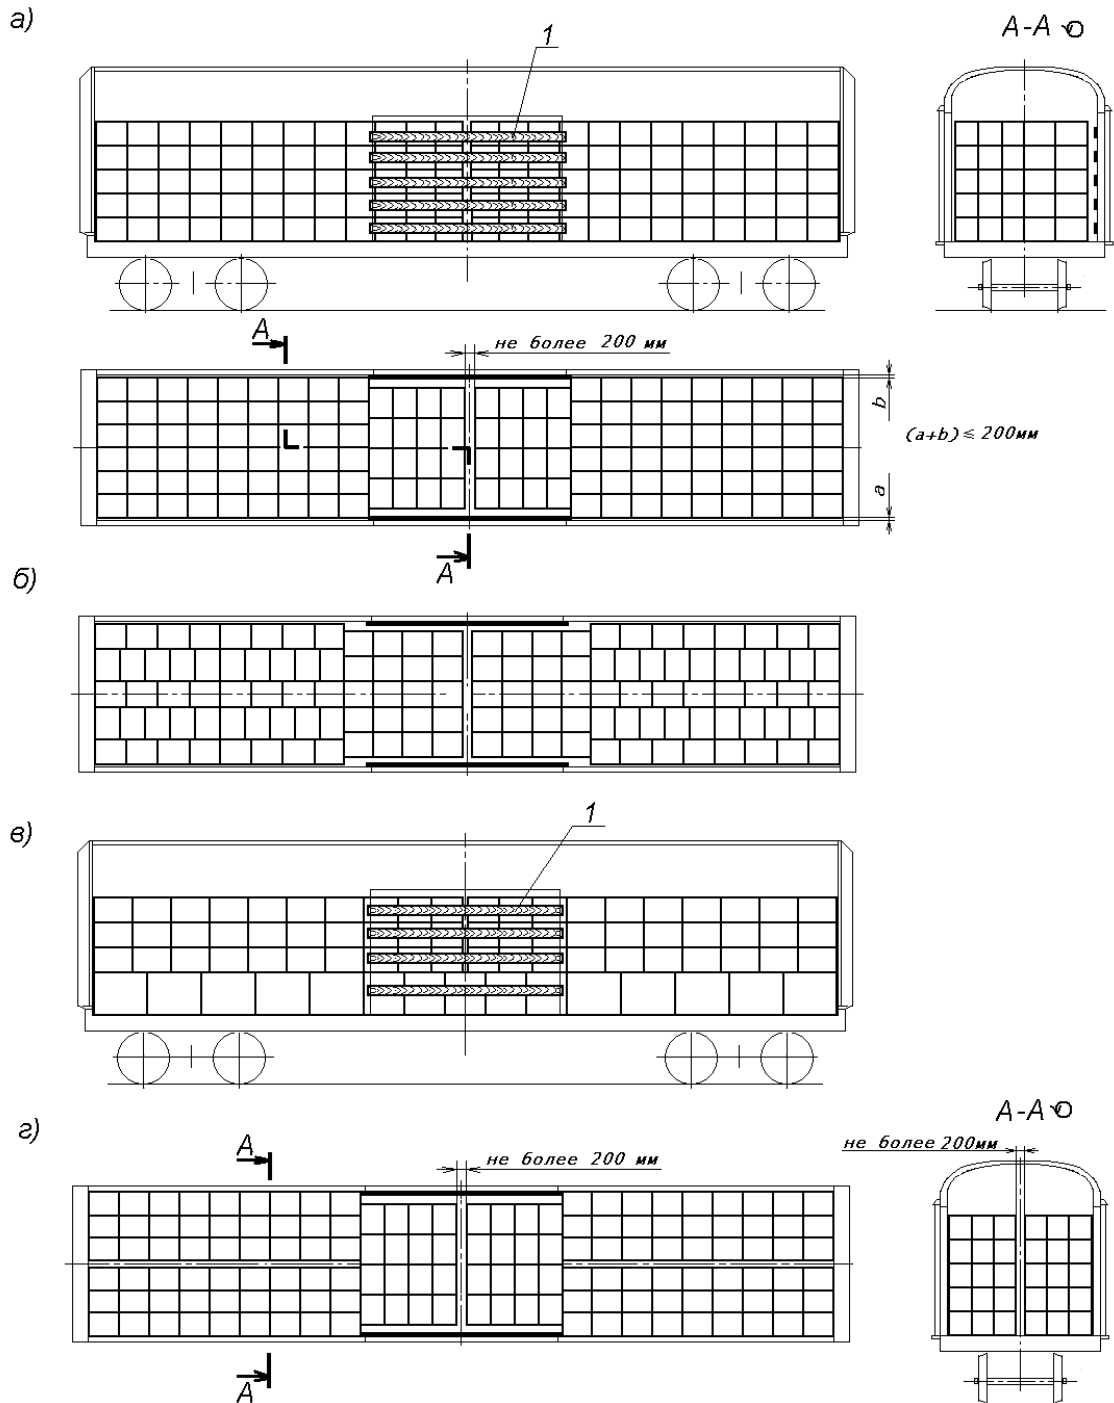 а)
1
А-А
А
не более 200 мм
b
(a+b) ≤ 200мм
a
А
б)
в)
1
г)
А
не более 200 мм
А-А
не более 200мм
А